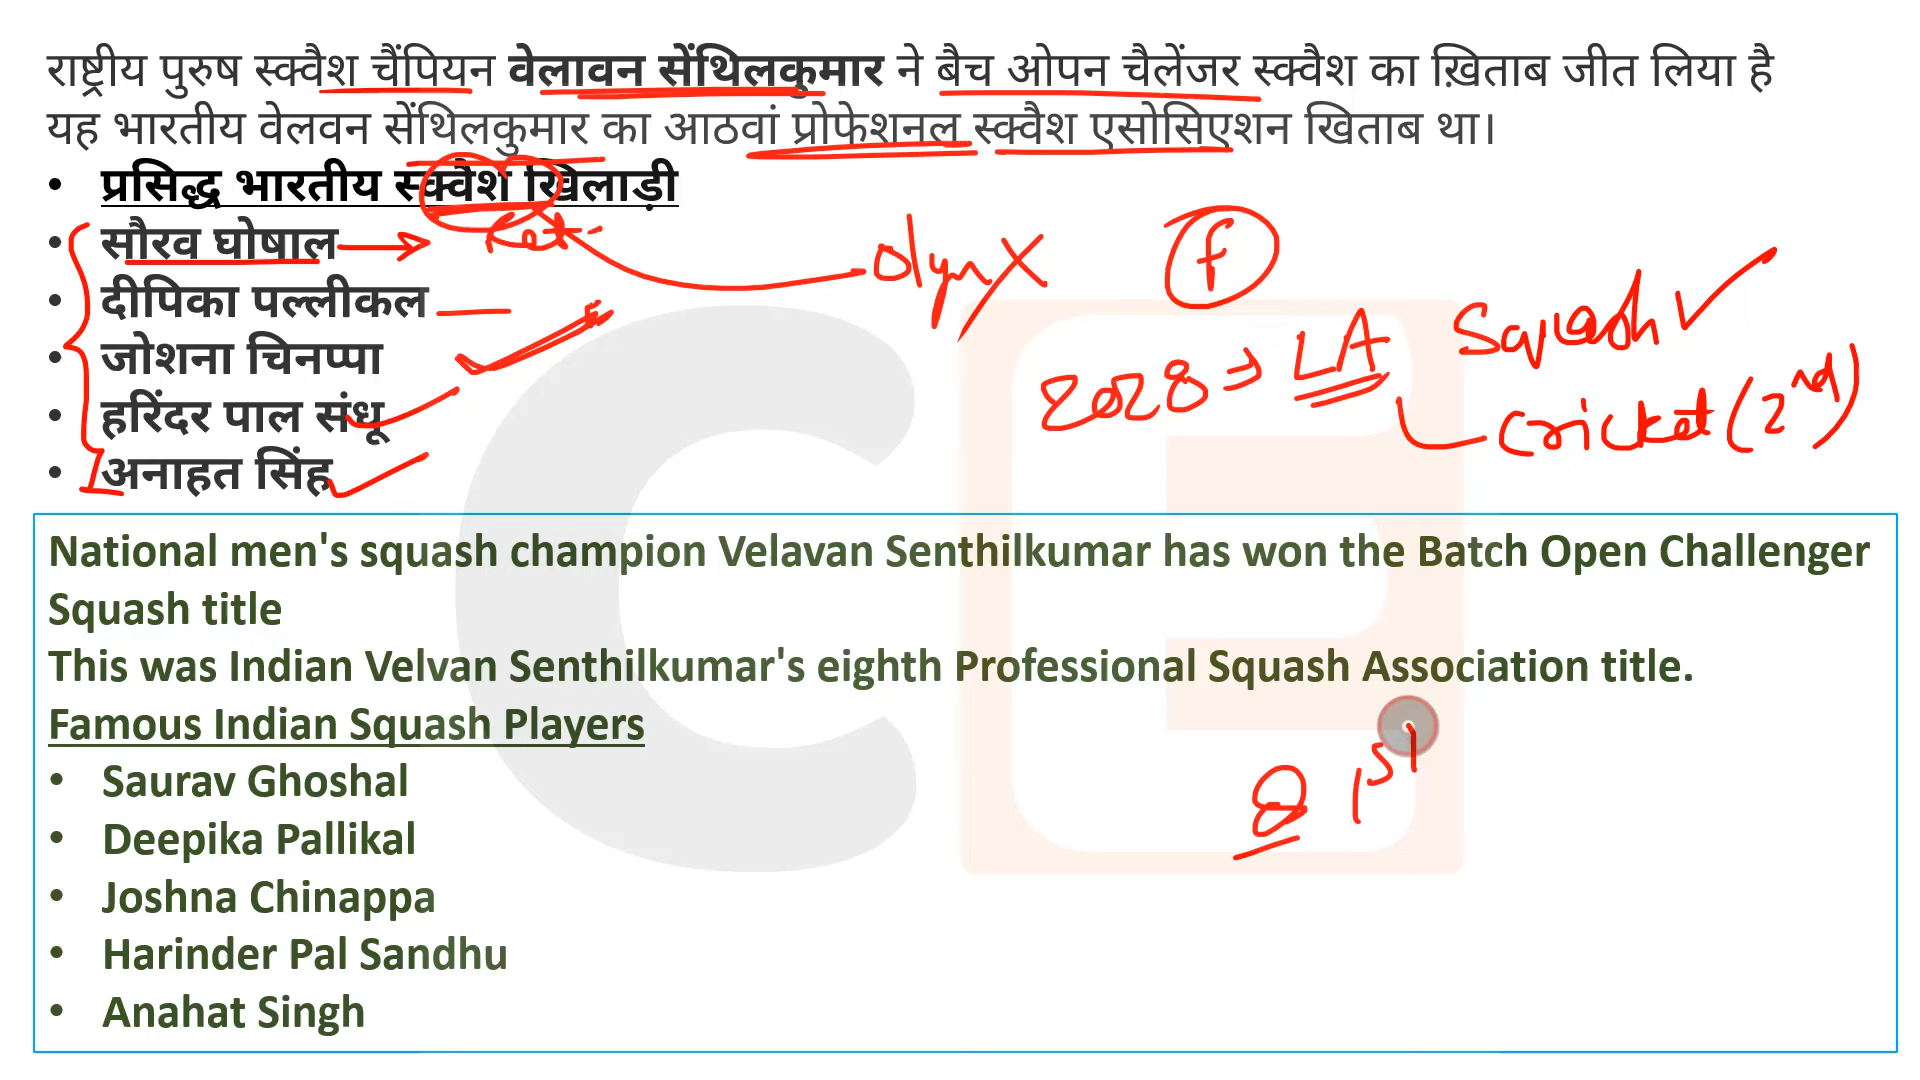 राष्ट्रीय पुरुष स्क्वैश चैंपियन वेलावन सेंथिलकुमार ने बैच ओपन चैलेंजर स्क्वैश का ख़िताब जीत लिया है
यह भारतीय वेलवन सेंथिलकुमार का आठवां प्रोफेशनल स्क्वैश एसोसिएशन खिताब था।
• प्रसिद्ध भारतीय स्क्वैश खिलाड़ी
• सौरव घोषाल
• दीपिका पल्लीकल
• जोशना चिनप्पा
• हरिंदर पाल संधू
• अनाहत सिंह
Ret.
olym X
f
2028 → LA
Squash ✓
Cricket (2nd)
National men's squash champion Velavan Senthilkumar has won the Batch Open Challenger
Squash title
This was Indian Velvan Senthilkumar's eighth Professional Squash Association title.
Famous Indian Squash Players
• Saurav Ghoshal
• Deepika Pallikal
• Joshna Chinappa
• Harinder Pal Sandhu
• Anahat Singh
CE